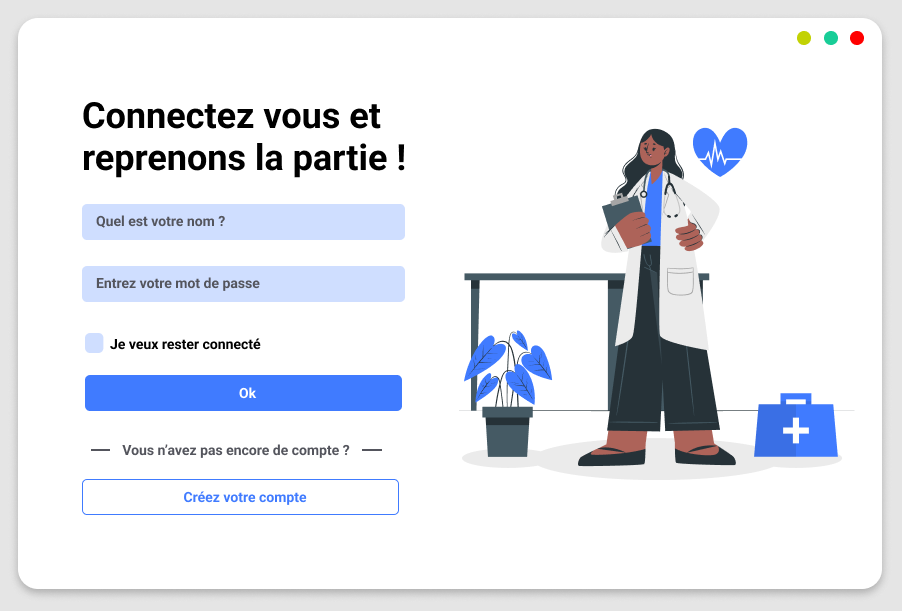 Connectez vous et
reprenons la partie !
Quel est votre nom ?
Entrez votre mot de passe
Je veux rester connecté
Ok
Vous n’avez pas encore de compte ?
Créez votre compte